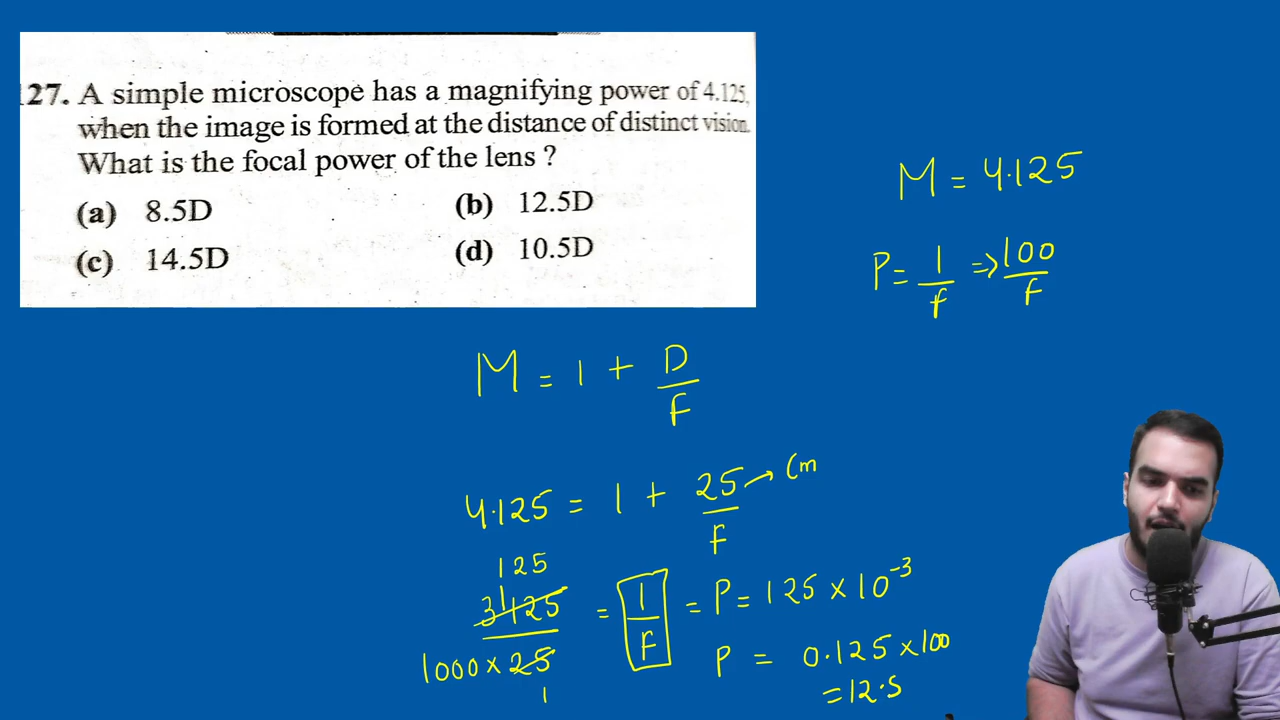 27. A simple microscope has a magnifying power of 4.125,
when the image is formed at the distance of distinct vision.
What is the focal power of the lens ?
(a) 8.5D
(b) 12.5D
(c) 14.5D
(d) 10.5D
M = 4.125
P = 1/f => 100/f
M = 1 + D/F
4.125 = 1 + 25/F → Cm
125
3125/1000 × 25 = 1/F = P = 125 × 10⁻³
1
P = 0.125 × 100
= 12.5